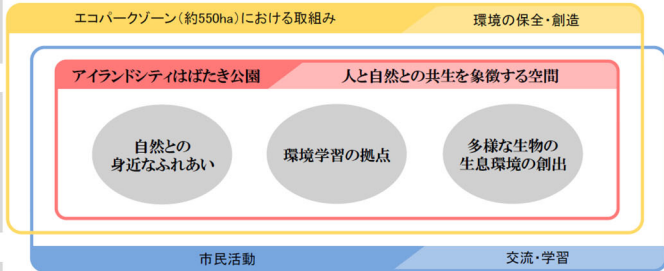 エコパークゾーン(約550ha)における取組み
環境の保全・創造
アイランドシティはばたき公園
人と自然との共生を象徴する空間
自然との
身近なふれあい
環境学習の拠点
多様な生物の
生息環境の創出
市民活動
交流・学習